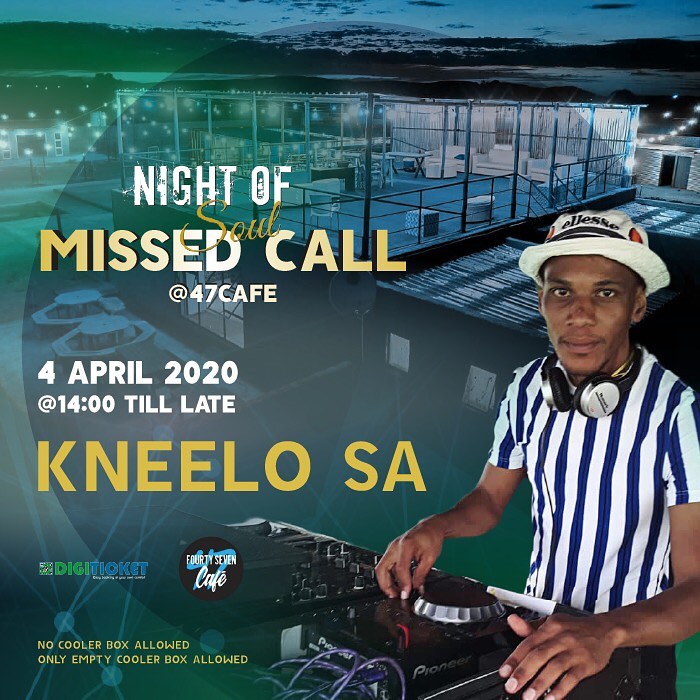 NIGHT OF
Soul
MISSED CALL
@47CAFE
4 APRIL 2020
@14:00 TILL LATE
KNEELO SA
DIGITICKET
FOURTY SEVEN
47
Café
NO COOLER BOX ALLOWED
ONLY EMPTY COOLER BOX ALLOWED
ellesse
Pioneer